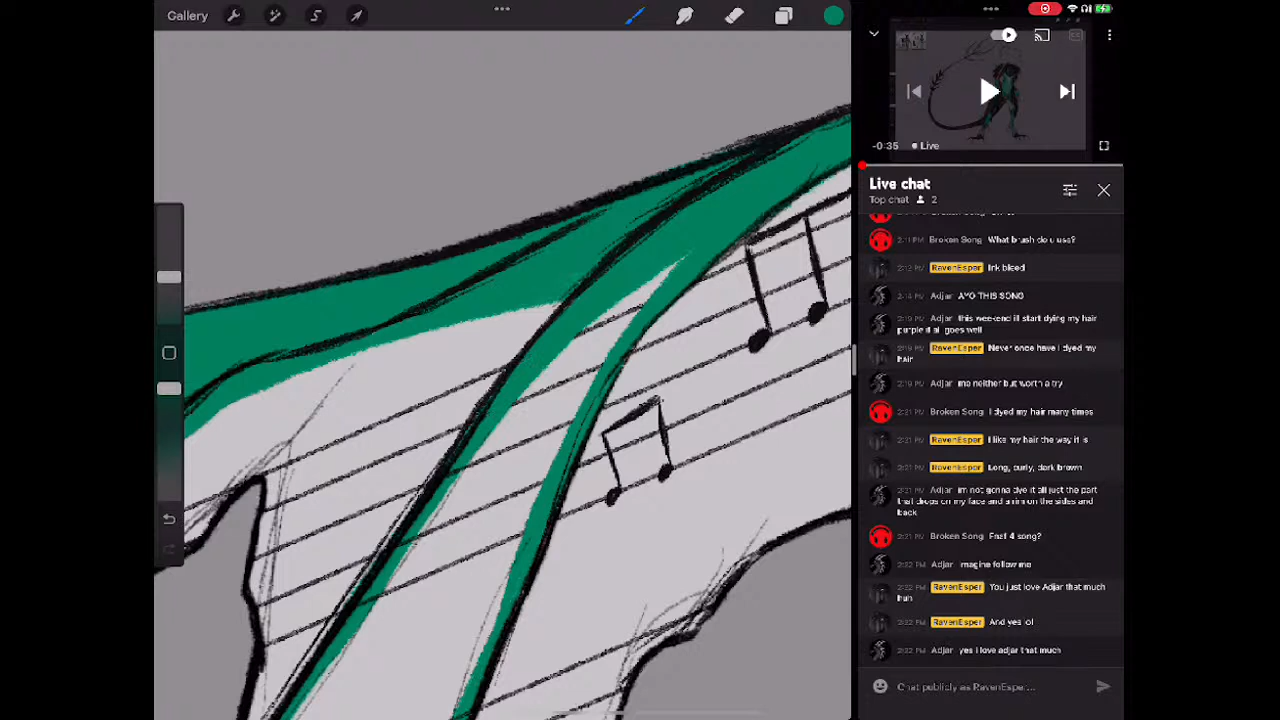 Gallery
-0:35 Live
Live chat
Top chat 2
2:11 PM Broken Song What brush do u use?
2:12 PM RavenEsper Ink bleed
2:14 PM Adjar AYO THIS SONG
2:19 PM Adjar this weekend ill start dying my hair
purple if al goes well
2:19 PM RavenEsper Never once have i dyed my
hair
2:19 PM Adjar me neither but worth a try
2:21 PM Broken Song I dyed my hair many times
2:21 PM RavenEsper I like my hair the way it is
2:21 PM RavenEsper Long, curly, dark brown
2:21 PM Adjar im not gonna dye it all just the part
that drops on my face and a rim on the sides and
back
2:21 PM Broken Song Fnaf 4 song?
2:22 PM Adjar imagine follow me
2:22 PM RavenEsper You just love Adjar that much
huh
2:22 PM RavenEsper And yes lol
2:22 PM Adjar yes i love adjar that much
Chat publicly as RavenEsper...